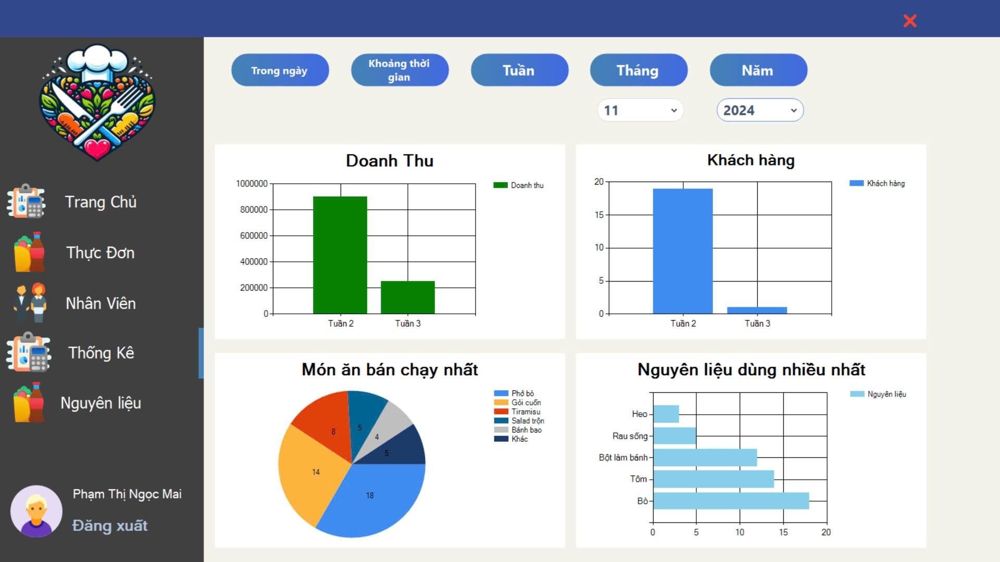 Trong ngày
Khoảng thời
gian
Tuần
Tháng
Năm
11
2024
Trang Chủ
Thực Đơn
Nhân Viên
Thống Kê
Nguyên liệu
Phạm Thị Ngọc Mai
Đăng xuất
Doanh Thu
Doanh thu
1000000
800000
600000
400000
200000
0
Tuần 2
Tuần 3
Khách hàng
Khách hàng
20
15
10
5
0
Tuần 2
Tuần 3
Món ăn bán chạy nhất
Phở bò
Gỏi cuốn
Tiramisu
Salad trộn
Bánh bao
Khác
8
5
4
5
14
18
Nguyên liệu dùng nhiều nhất
Nguyên liệu
Heo
Rau sống
Bột làm bánh
Tôm
Bò
0
5
10
15
20